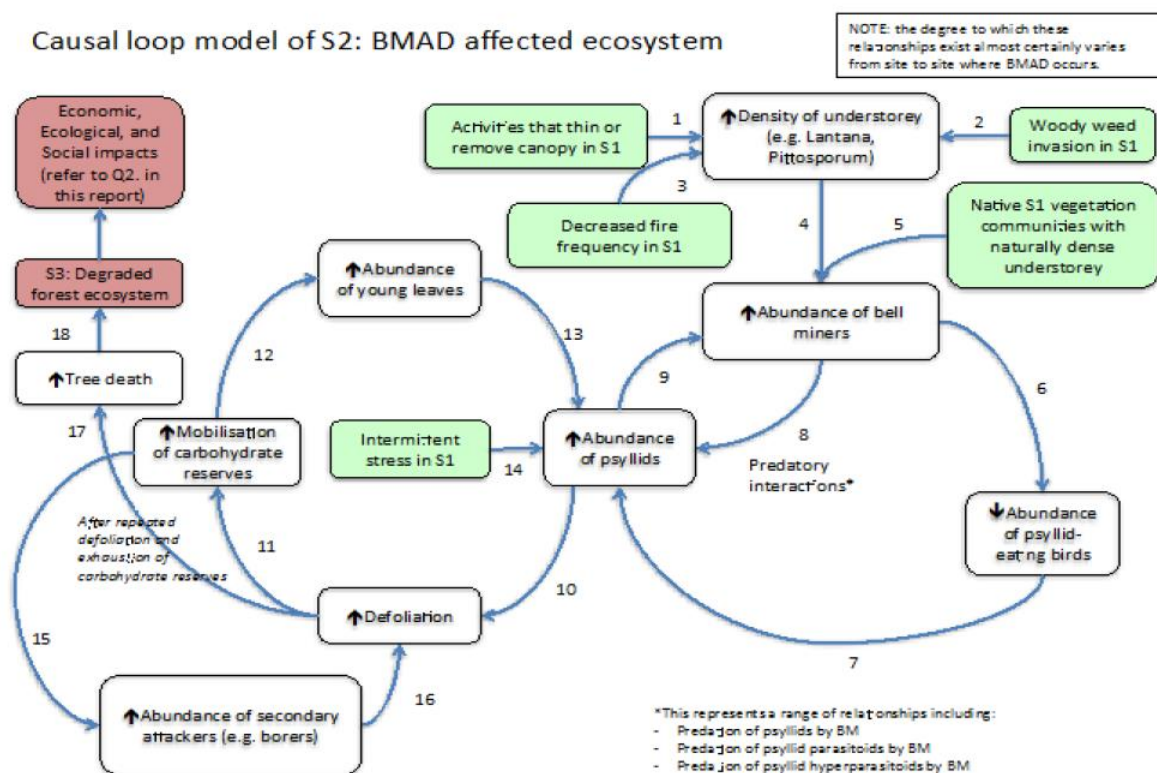 Causal loop model of S2: BMAD affected ecosystem
NOTE: the degree to which these
relationships exist almost certainly varies
from site to site where BMAD occurs.
Economic,
Ecological, and
Social impacts
(refer to Q2. in
this report)
Activities that thin or
remove canopy in S1
1
↑Density of understorey
(e.g. Lantana,
Pittosporum)
2
Woody weed
invasion in S1
3
Decreased fire
frequency in S1
4
5
Native S1 vegetation
communities with
naturally dense
understorey
S3: Degraded
forest ecosystem
↑Abundance
of young leaves
↑Abundance of bell
miners
18
12
13
↑Tree death
9
6
17
↑Mobilisation
of carbohydrate
reserves
Intermittent
stress in S1
14
↑Abundance
of psyllids
8
Predatory
interactions*
After repeated
defoliation and
exhaustion of
carbohydrate reserves
11
↓Abundance
of psyllid-
eating birds
10
↑Defoliation
15
7
16
↑Abundance of secondary
attackers (e.g. borers)
*This represents a range of relationships including:
- Predation of psyllids by BM
- Predation of psyllid parasitoids by BM
- Predation of psyllid hyperparasitoids by BM